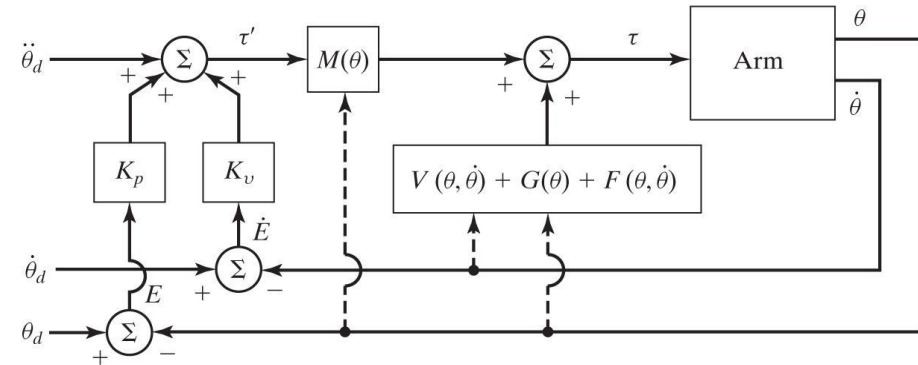 θ̈_d
+
+
+
Σ
τ′
M(θ)
+
+
Σ
τ
Arm
θ
θ̇
K_p
K_υ
V(θ, θ̇) + G(θ) + F(θ, θ̇)
Ė
θ̇_d
+
Σ
−
E
θ_d
+
Σ
−